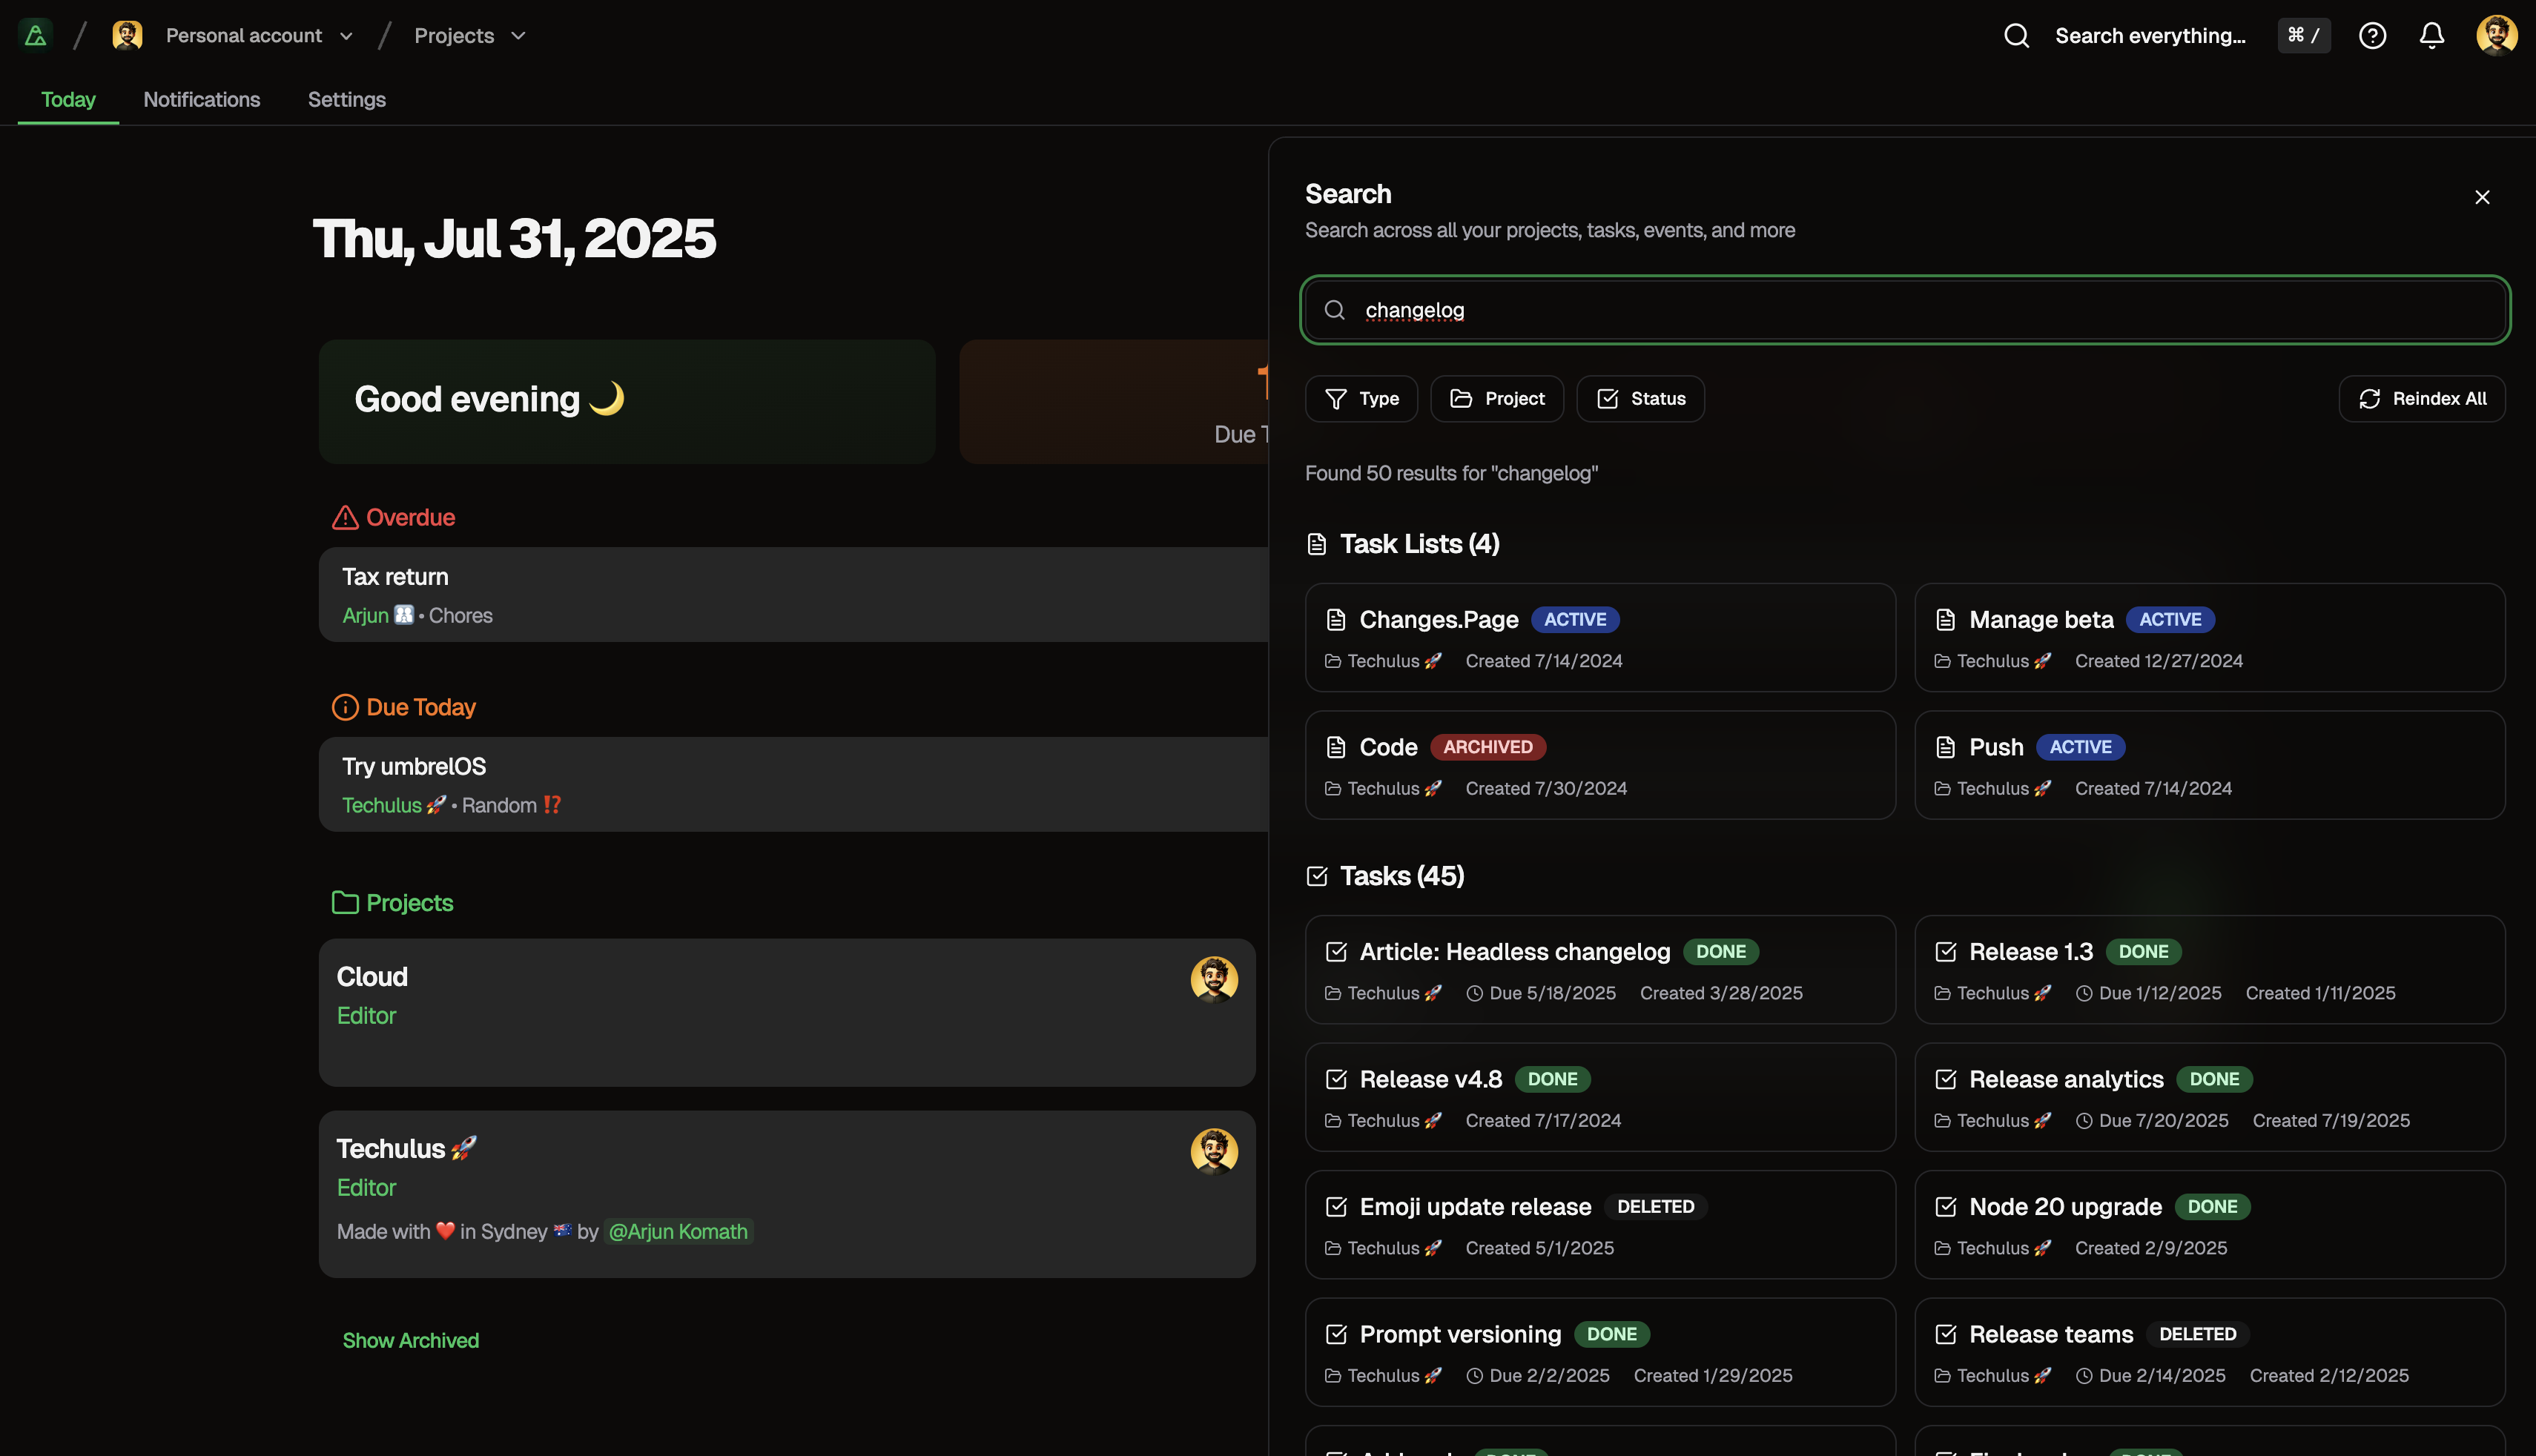 Personal account
Projects
Search everything...
⌘ /
Today
Notifications
Settings
Thu, Jul 31, 2025
Good evening 🌙
Due
Overdue
Tax return
Arjun 🚻 • Chores
Due Today
Try umbrelOS
Techulus 🚀 • Random ⁉️
Projects
Cloud
Editor
Techulus 🚀
Editor
Made with ❤️ in Sydney 🇦🇺 by @Arjun Komath
Show Archived
Search
Search across all your projects, tasks, events, and more
changelog
Type
Project
Status
Reindex All
Found 50 results for "changelog"
Task Lists (4)
Changes.Page ACTIVE
Techulus 🚀 Created 7/14/2024
Manage beta ACTIVE
Techulus 🚀 Created 12/27/2024
Code ARCHIVED
Techulus 🚀 Created 7/30/2024
Push ACTIVE
Techulus 🚀 Created 7/14/2024
Tasks (45)
Article: Headless changelog DONE
Techulus 🚀 Due 5/18/2025 Created 3/28/2025
Release 1.3 DONE
Techulus 🚀 Due 1/12/2025 Created 1/11/2025
Release v4.8 DONE
Techulus 🚀 Created 7/17/2024
Release analytics DONE
Techulus 🚀 Due 7/20/2025 Created 7/19/2025
Emoji update release DELETED
Techulus 🚀 Created 5/1/2025
Node 20 upgrade DONE
Techulus 🚀 Created 2/9/2025
Prompt versioning DONE
Techulus 🚀 Due 2/2/2025 Created 1/29/2025
Release teams DELETED
Techulus 🚀 Due 2/14/2025 Created 2/12/2025